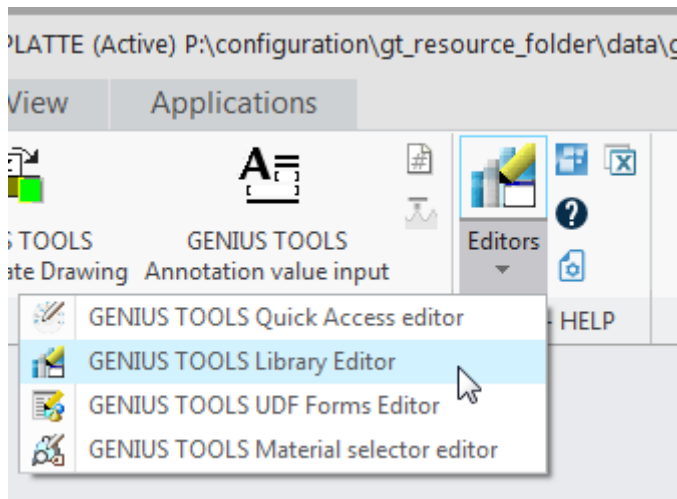 PLATTE (Active) P:\configuration\gt_resource_folder\data\g
View Applications
A
#
X
?
TOOLS GENIUS TOOLS Editors
ate Drawing Annotation value input
HELP
GENIUS TOOLS Quick Access editor
GENIUS TOOLS Library Editor
GENIUS TOOLS UDF Forms Editor
GENIUS TOOLS Material selector editor